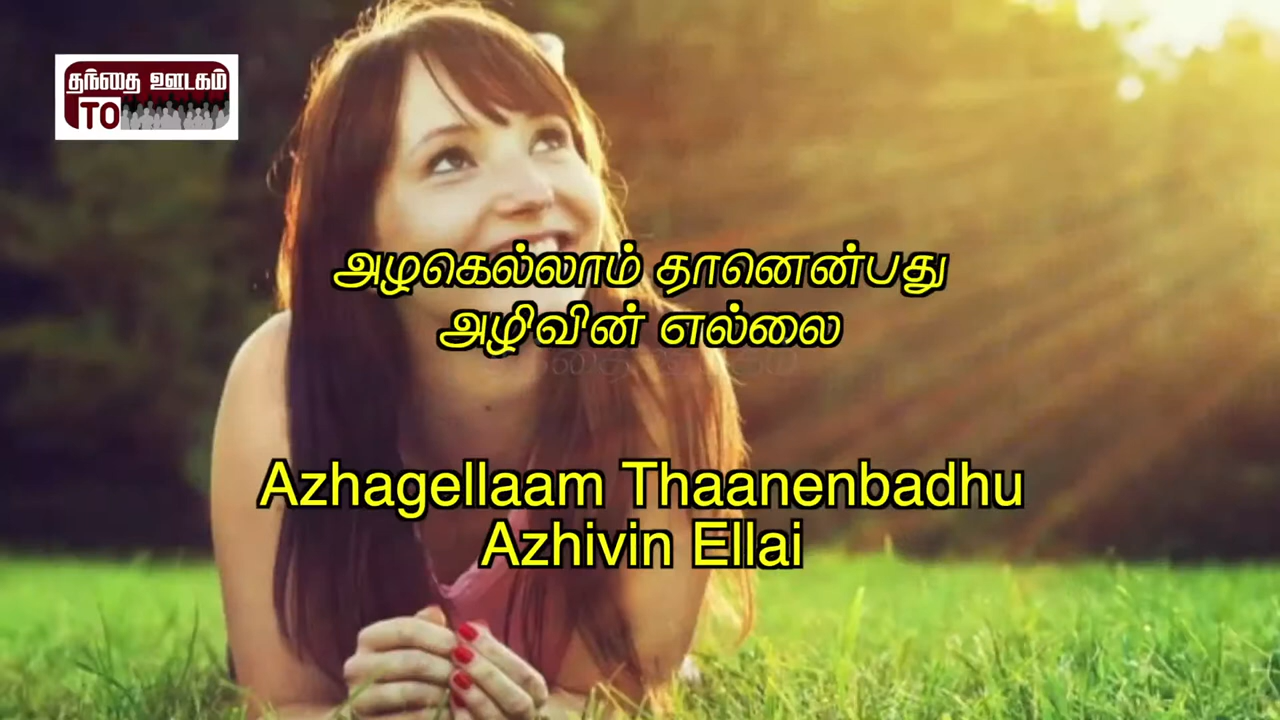 தந்தை ஊடகம்
TO
அழகெல்லாம் தானென்பது
அழிவின் எல்லை
Azhagellaam Thaanenbadhu
Azhivin Ellai